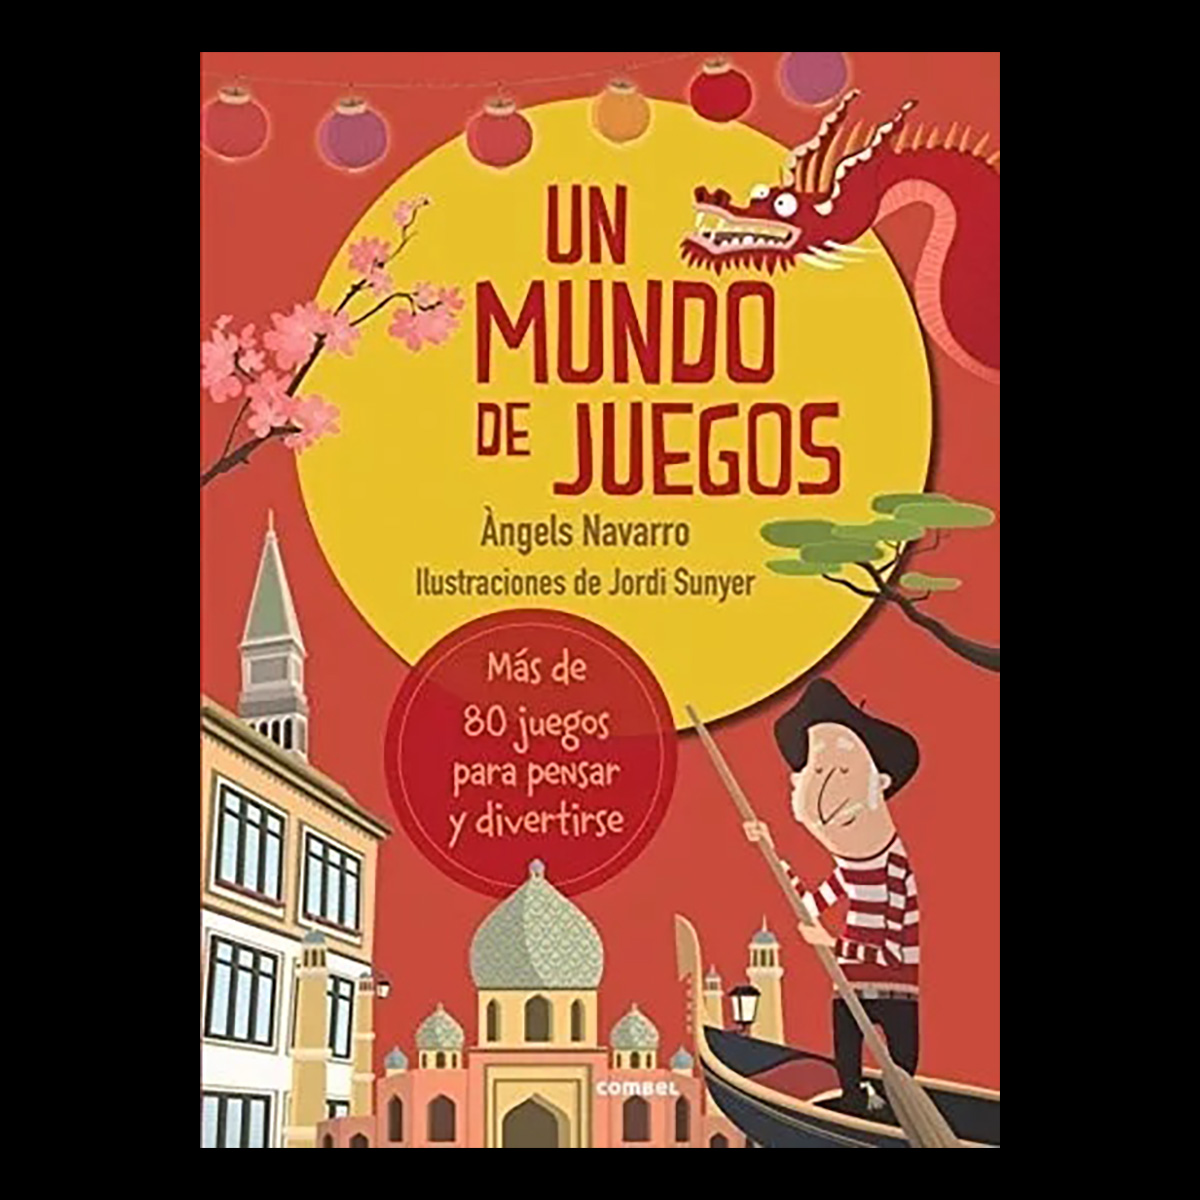 UN
MUNDO
DE JUEGOS
Àngels Navarro
Ilustraciones de Jordi Sunyer
Más de
80 juegos
para pensar
y divertirse
COMBEL